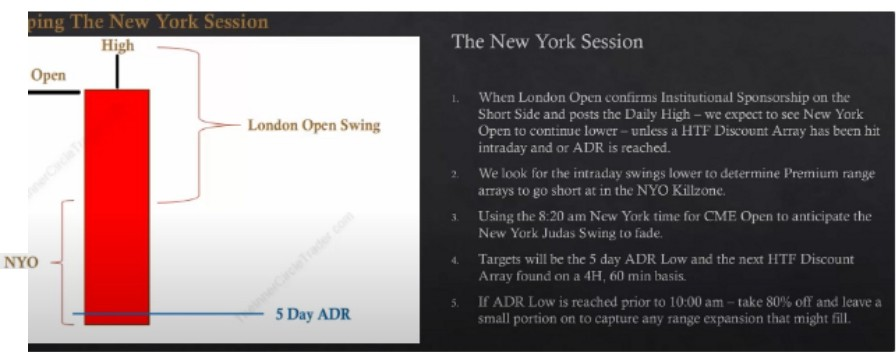 ping The New York Session
High
Open
London Open Swing
NYO
5 Day ADR
The New York Session
1. When London Open confirms Institutional Sponsorship on the
Short Side and posts the Daily High – we expect to see New York
Open to continue lower – unless a HTF Discount Array has been hit
intraday and or ADR is reached.
2. We look for the intraday swings lower to determine Premium range
arrays to go short at in the NYO Killzone.
3. Using the 8:20 am New York time for CME Open to anticipate the
New York Judas Swing to fade.
4. Targets will be the 5 day ADR Low and the next HTF Discount
Array found on a 4H, 60 min basis.
5. If ADR Low is reached prior to 10:00 am – take 80% off and leave a
small portion on to capture any range expansion that might fill.